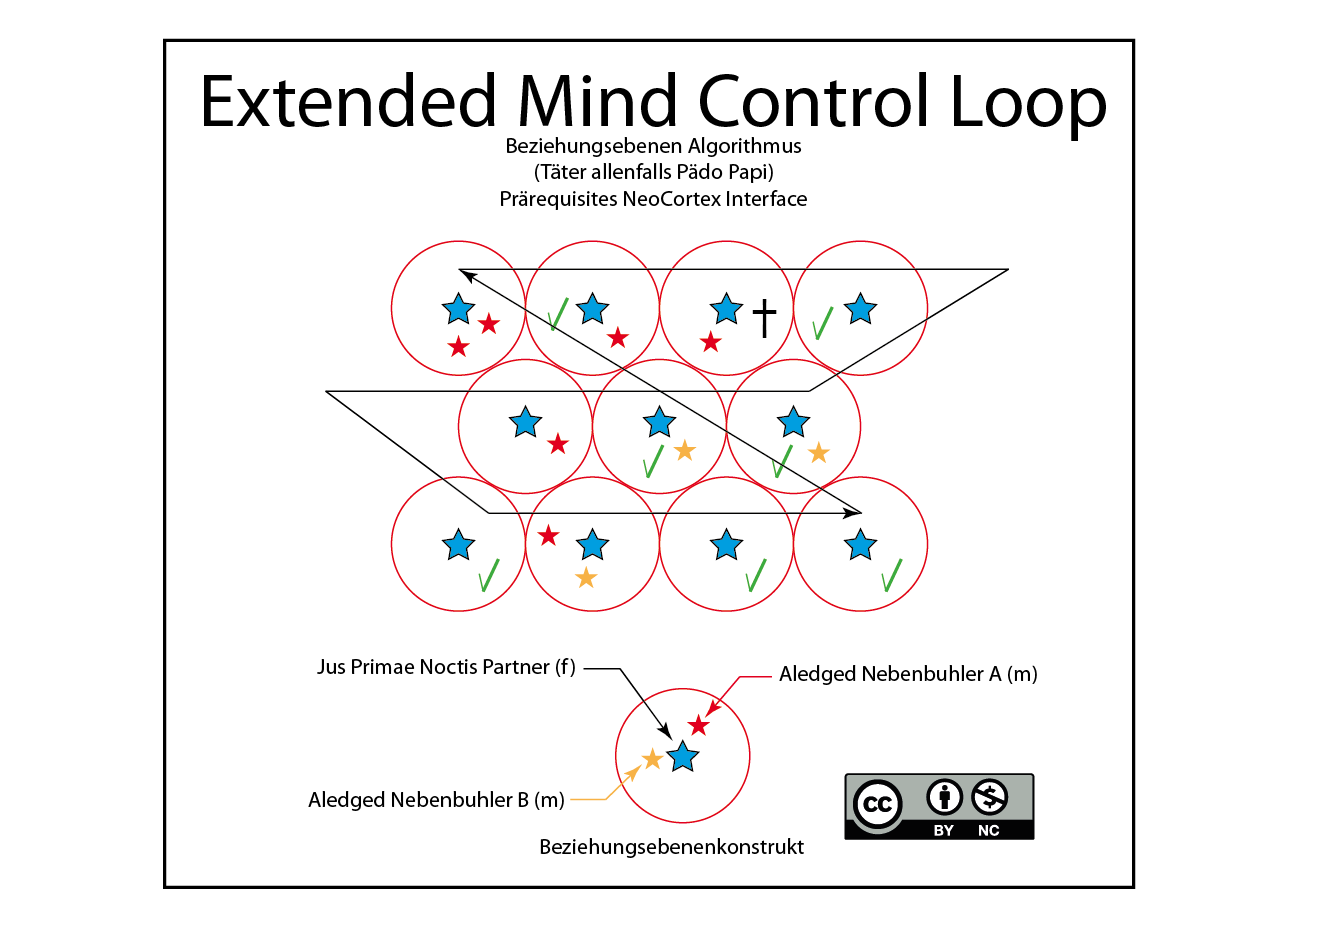 Extended Mind Control Loop
Beziehungsebenen Algorithmus
(Täter allenfalls Pädo Papi)
Prärequisites NeoCortex Interface
Jus Primae Noctis Partner (f)
Aledged Nebenbuhler A (m)
Aledged Nebenbuhler B (m)
Beziehungsebenenkonstrukt
cc
BY NC